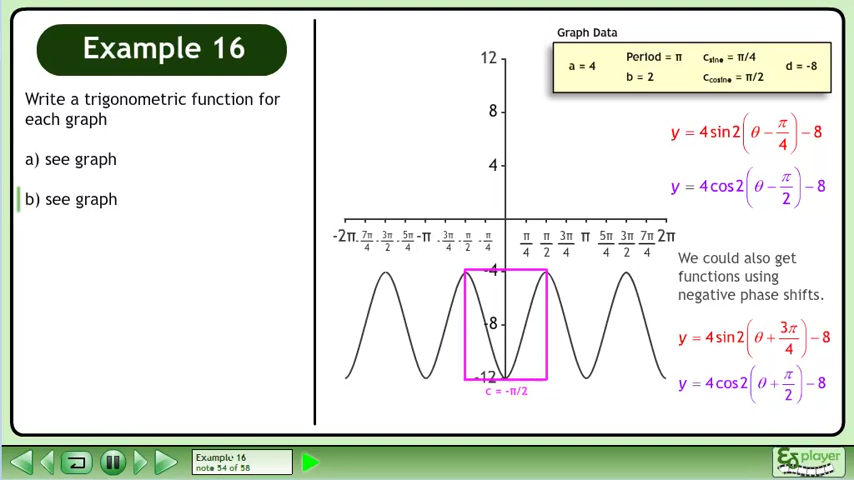 Example 16
Write a trigonometric function for
each graph
a) see graph
b) see graph
Graph Data
a = 4
Period = π
b = 2
c_sine = π/4
c_cosine = π/2
d = -8
12
8
4
-4
-8
-12
-2π -7π/4 -3π/2 -5π/4 -π -3π/4 -π/2 -π/4 π/4 π/2 3π/4 π 5π/4 3π/2 7π/4 2π
c = -π/2
y = 4sin2(θ - π/4) - 8
y = 4cos2(θ - π/2) - 8
We could also get
functions using
negative phase shifts.
y = 4sin2(θ + 3π/4) - 8
y = 4cos2(θ + π/2) - 8
Example 16
note 54 of 58
player